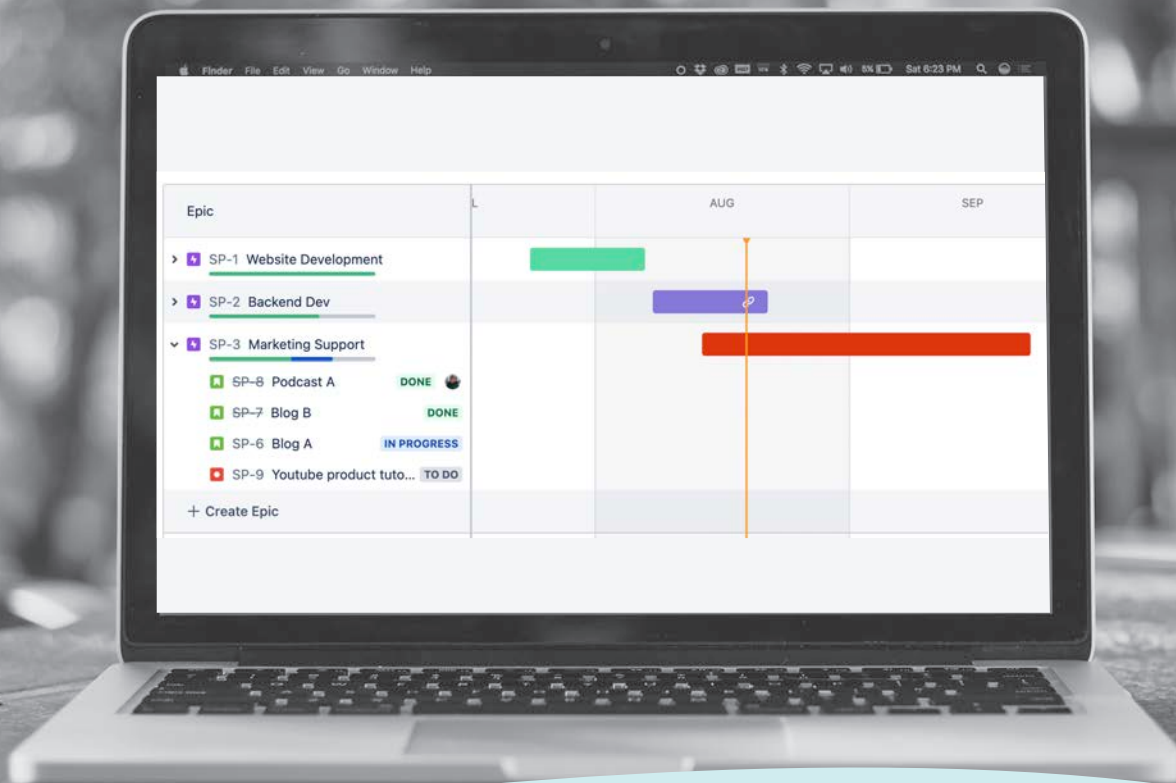 Finder File Edit View Go Window Help Sat 6:23 PM
Epic L AUG SEP
SP-1 Website Development
SP-2 Backend Dev
SP-3 Marketing Support
SP-8 Podcast A DONE
SP-7 Blog B DONE
SP-6 Blog A IN PROGRESS
SP-9 Youtube product tuto... TO DO
+ Create Epic